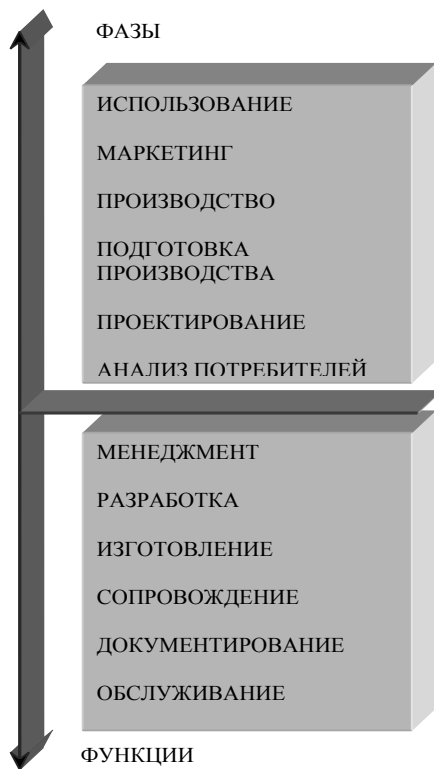 ФАЗЫ
ИСПОЛЬЗОВАНИЕ
МАРКЕТИНГ
ПРОИЗВОДСТВО
ПОДГОТОВКА
ПРОИЗВОДСТВА
ПРОЕКТИРОВАНИЕ
АНАЛИЗ ПОТРЕБИТЕЛЕЙ
МЕНЕДЖМЕНТ
РАЗРАБОТКА
ИЗГОТОВЛЕНИЕ
СОПРОВОЖДЕНИЕ
ДОКУМЕНТИРОВАНИЕ
ОБСЛУЖИВАНИЕ
ФУНКЦИИ